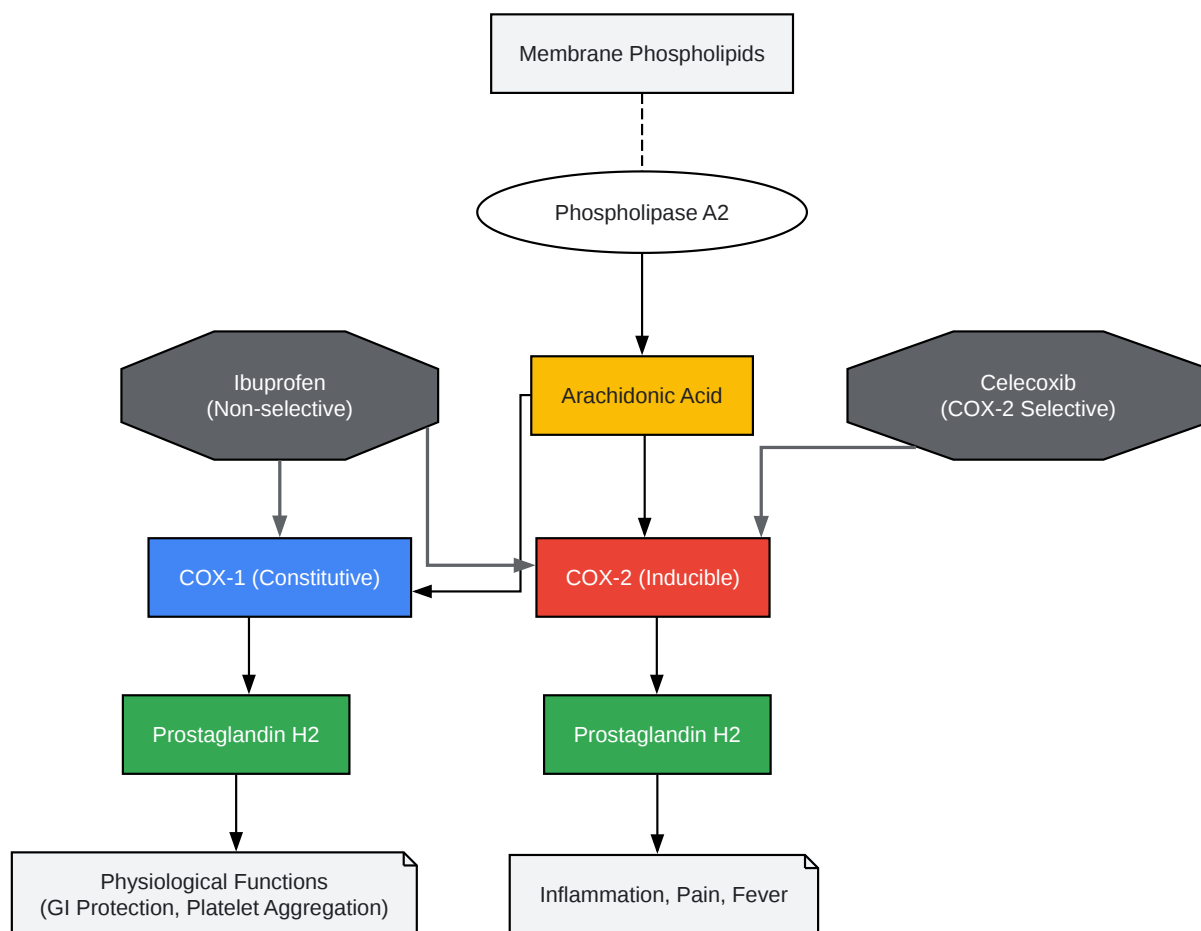 Membrane Phospholipids
Phospholipase A2
Ibuprofen
(Non-selective)
Arachidonic Acid
Celecoxib
(COX-2 Selective)
COX-1 (Constitutive)
COX-2 (Inducible)
Prostaglandin H2
Prostaglandin H2
Physiological Functions
(GI Protection, Platelet Aggregation)
Inflammation, Pain, Fever